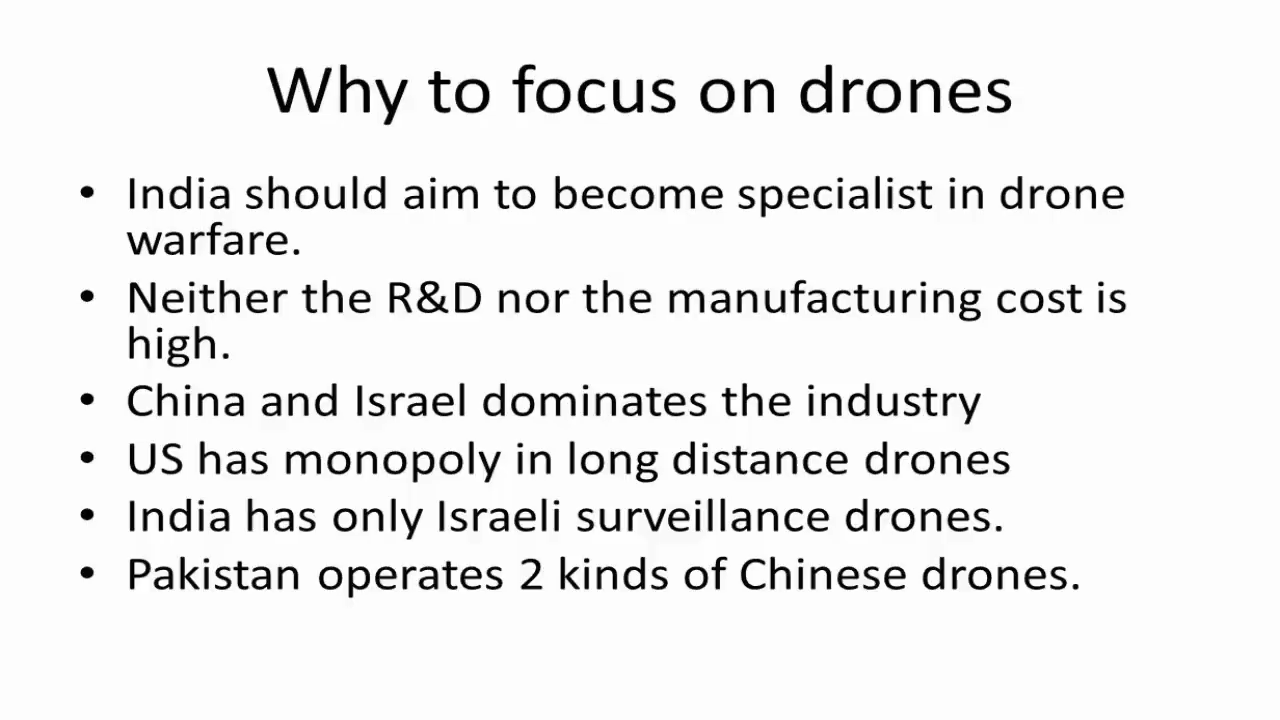 Why to focus on drones
• India should aim to become specialist in drone
warfare.
• Neither the R&D nor the manufacturing cost is
high.
• China and Israel dominates the industry
• US has monopoly in long distance drones
• India has only Israeli surveillance drones.
• Pakistan operates 2 kinds of Chinese drones.